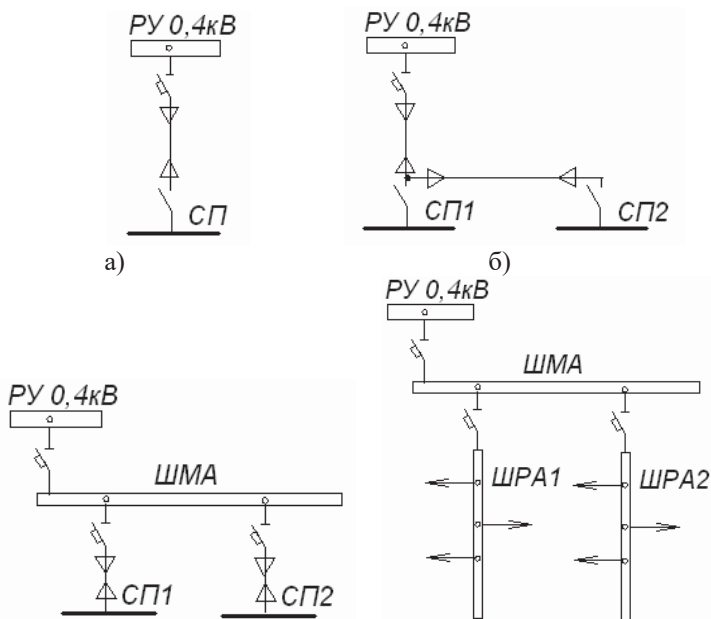 РУ 0,4кВ
СП
а)
РУ 0,4кВ
СП1
СП2
б)
РУ 0,4кВ
ШМА
СП1
СП2
РУ 0,4кВ
ШМА
ШРА1
ШРА2